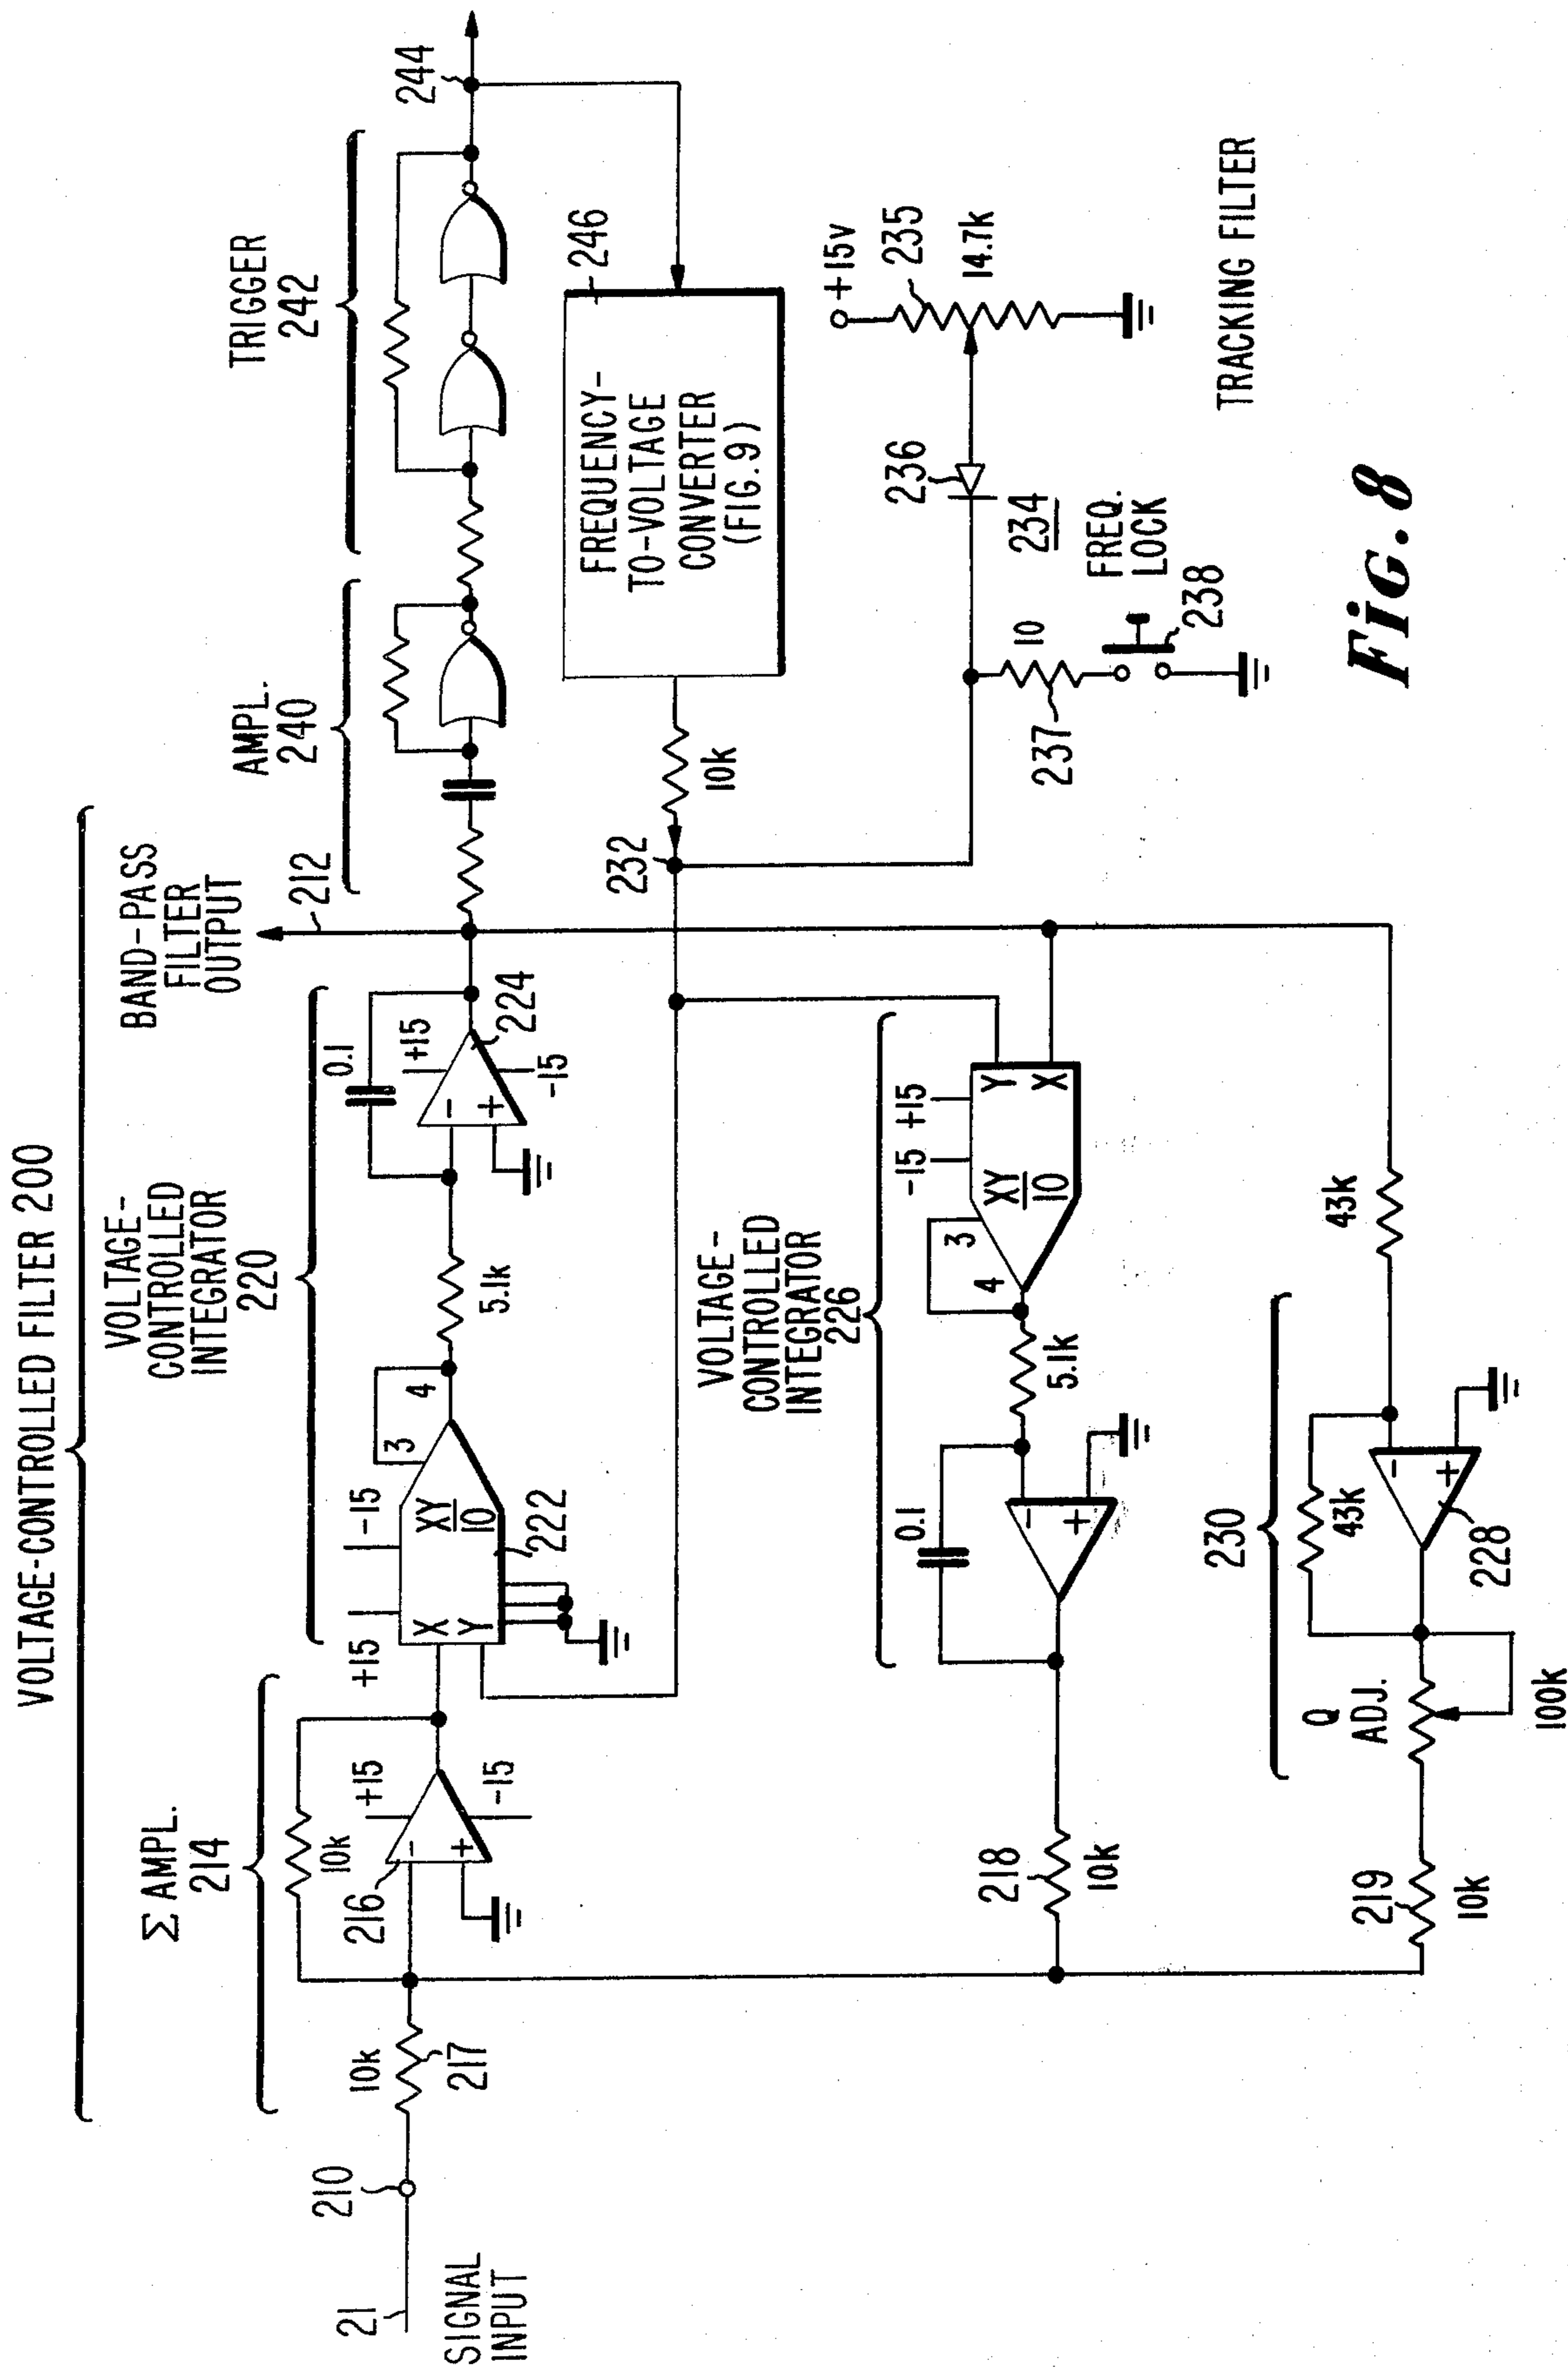 VOLTAGE-CONTROLLED FILTER 200
Σ AMPL.
214
VOLTAGE-
CONTROLLED
INTEGRATOR
220
BAND-PASS
FILTER
OUTPUT
212
AMPL.
240
TRIGGER
242
244
21
SIGNAL
INPUT
210
10k
217
10k
216
-
+
+15
-15
+15
-15
X
Y
XY
10
222
3
4
5.1k
0.1
-
+
+15
-15
224
FREQUENCY-
TO-VOLTAGE
CONVERTER
(FIG.9)
246
10k
232
VOLTAGE-
CONTROLLED
INTEGRATOR
226
-15
+15
Y
X
XY
10
3
4
5.1k
0.1
-
+
218
10k
+15v
235
14.7k
236
234
FREQ.
LOCK
10
237
238
230
43k
43k
-
+
228
Q
ADJ.
100k
219
10k
TRACKING FILTER
Fig. 8